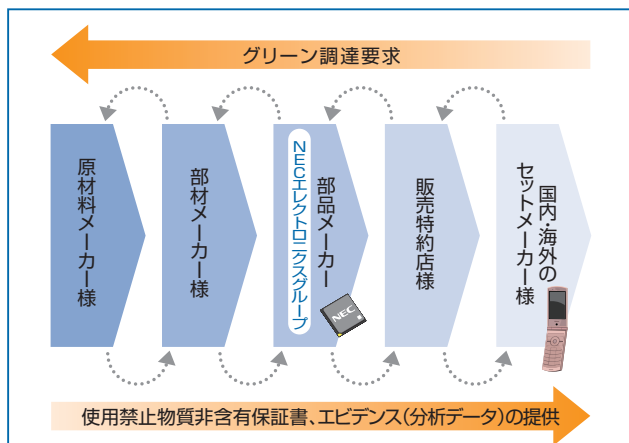 グリーン調達要求
原材料メーカー様
部材メーカー様
NECエレクトロニクスグループ
部品メーカー
NEC
販売特約店様
国内・海外の
セットメーカー様
使用禁止物質非含有保証書、エビデンス(分析データ)の提供